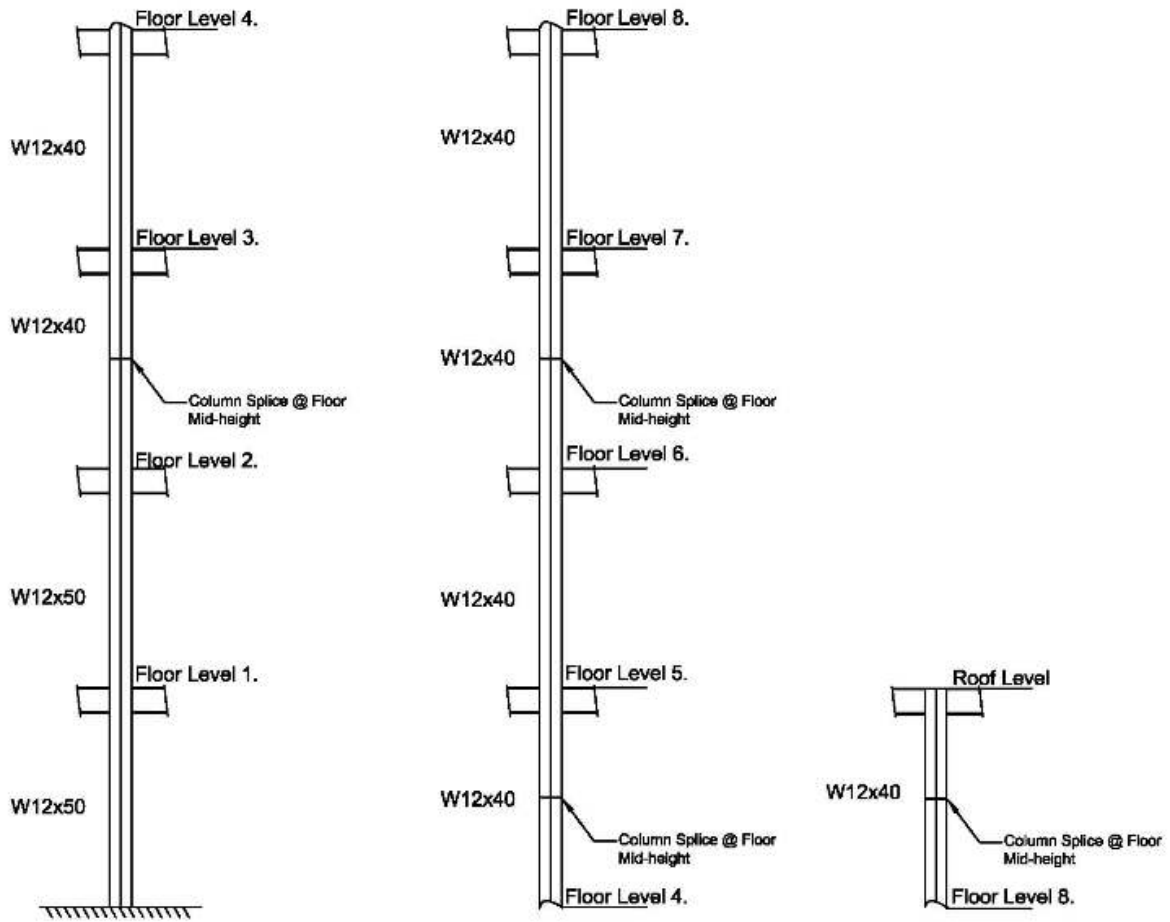 Floor Level 4.
W12x40
Floor Level 3.
W12x40
Column Splice @ Floor
Mid-height
Floor Level 2.
W12x50
Floor Level 1.
W12x50
Floor Level 8.
W12x40
Floor Level 7.
W12x40
Column Splice @ Floor
Mid-height
Floor Level 6.
W12x40
Floor Level 5.
W12x40
Column Splice @ Floor
Mid-height
Floor Level 4.
Roof Level
W12x40
Column Splice @ Floor
Mid-height
Floor Level 8.